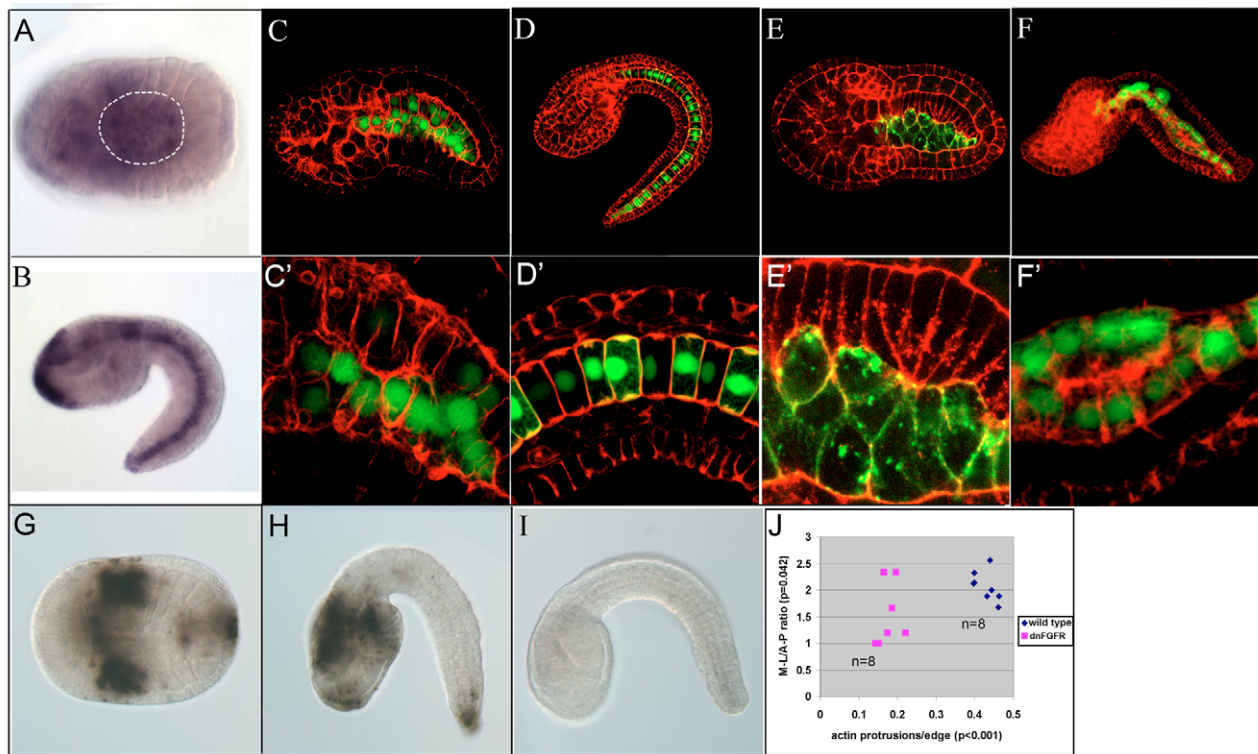 A
C
D
E
F
B
C'
D'
E'
F'
G
H
I
J
M-L/A-P ratio (p=0.042)
3
2.5
2
1.5
1
0.5
0
n=8
n=8
wild type
dnFGFR
0
0.1
0.2
0.3
0.4
0.5
actin protrusions/edge (p<0.001)